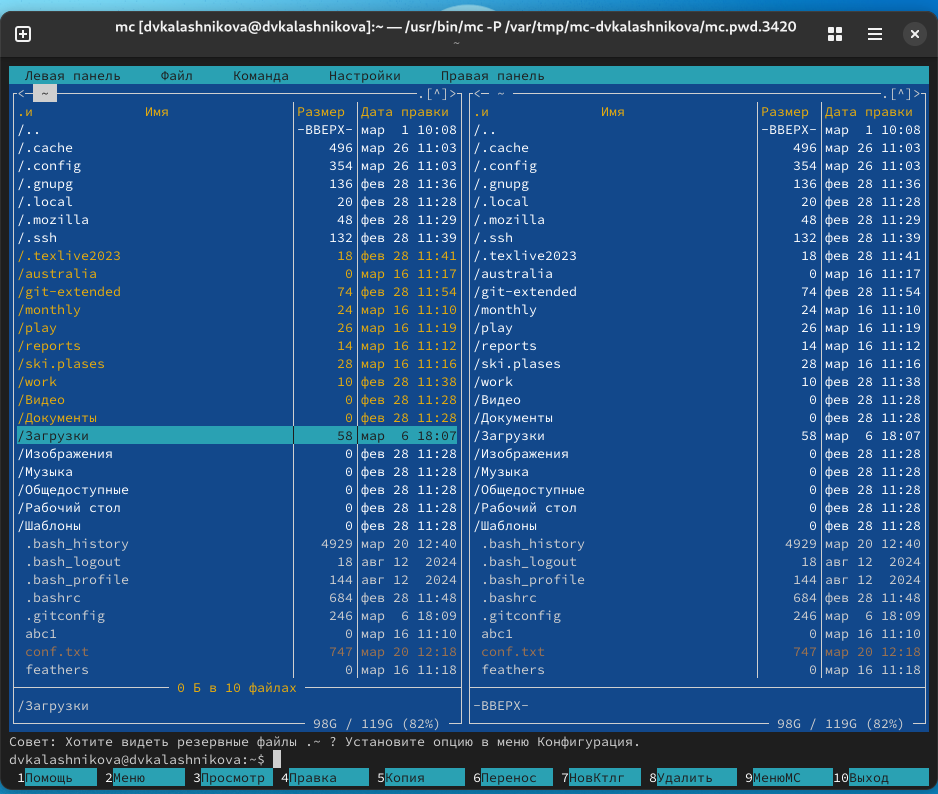 mc [dvkalashnikova@dvkalashnikova]:~ — /usr/bin/mc -P /var/tmp/mc-dvkalashnikova/mc.pwd.3420
~
Левая панель Файл Команда Настройки Правая панель
<─ ~ .[^]> <─ ~ .[^]>
.и Имя Размер Дата правки .и Имя Размер Дата правки
/.. -ВВЕРХ- мар 1 10:08 /.. -ВВЕРХ- мар 1 10:08
/.cache 496 мар 26 11:03 /.cache 496 мар 26 11:03
/.config 354 мар 26 11:03 /.config 354 мар 26 11:03
/.gnupg 136 фев 28 11:36 /.gnupg 136 фев 28 11:36
/.local 20 фев 28 11:28 /.local 20 фев 28 11:28
/.mozilla 48 фев 28 11:29 /.mozilla 48 фев 28 11:29
/.ssh 132 фев 28 11:39 /.ssh 132 фев 28 11:39
/.texlive2023 18 фев 28 11:41 /.texlive2023 18 фев 28 11:41
/australia 0 мар 16 11:17 /australia 0 мар 16 11:17
/git-extended 74 фев 28 11:54 /git-extended 74 фев 28 11:54
/monthly 24 мар 16 11:10 /monthly 24 мар 16 11:10
/play 26 мар 16 11:19 /play 26 мар 16 11:19
/reports 14 мар 16 11:12 /reports 14 мар 16 11:12
/ski.plases 28 мар 16 11:16 /ski.plases 28 мар 16 11:16
/work 10 фев 28 11:38 /work 10 фев 28 11:38
/Видео 0 фев 28 11:28 /Видео 0 фев 28 11:28
/Документы 0 фев 28 11:28 /Документы 0 фев 28 11:28
/Загрузки 58 мар 6 18:07 /Загрузки 58 мар 6 18:07
/Изображения 0 фев 28 11:28 /Изображения 0 фев 28 11:28
/Музыка 0 фев 28 11:28 /Музыка 0 фев 28 11:28
/Общедоступные 0 фев 28 11:28 /Общедоступные 0 фев 28 11:28
/Рабочий стол 0 фев 28 11:28 /Рабочий стол 0 фев 28 11:28
/Шаблоны 0 фев 28 11:28 /Шаблоны 0 фев 28 11:28
.bash_history 4929 мар 20 12:40 .bash_history 4929 мар 20 12:40
.bash_logout 18 авг 12 2024 .bash_logout 18 авг 12 2024
.bash_profile 144 авг 12 2024 .bash_profile 144 авг 12 2024
.bashrc 684 фев 28 11:48 .bashrc 684 фев 28 11:48
.gitconfig 246 мар 6 18:09 .gitconfig 246 мар 6 18:09
abc1 0 мар 16 11:10 abc1 0 мар 16 11:10
conf.txt 747 мар 20 12:18 conf.txt 747 мар 20 12:18
feathers 0 мар 16 11:18 feathers 0 мар 16 11:18
0 Б в 10 файлах
/Загрузки -ВВЕРХ-
98G / 119G (82%) 98G / 119G (82%)
Совет: Хотите видеть резервные файлы .~ ? Установите опцию в меню Конфигурация.
dvkalashnikova@dvkalashnikova:~$
1Помощь 2Меню 3Просмотр 4Правка 5Копия 6Перенос 7НовКтлг 8Удалить 9МенюМС 10Выход